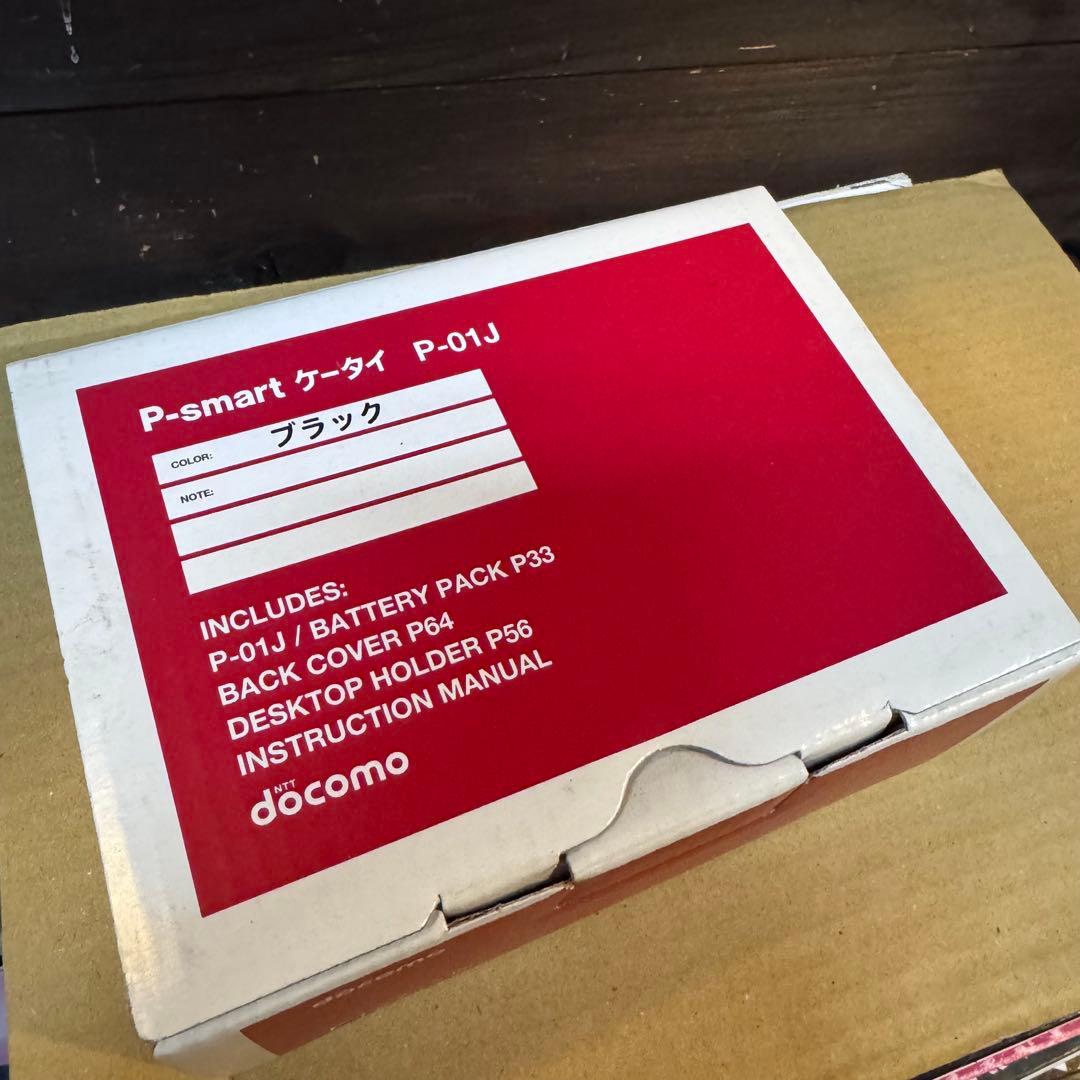 P-smart ケータイ P-01J
COLOR: ブラック
NOTE:
INCLUDES:
P-01J / BATTERY PACK P33
BACK COVER P64
DESKTOP HOLDER P56
INSTRUCTION MANUAL
NTT
docomo
docomo